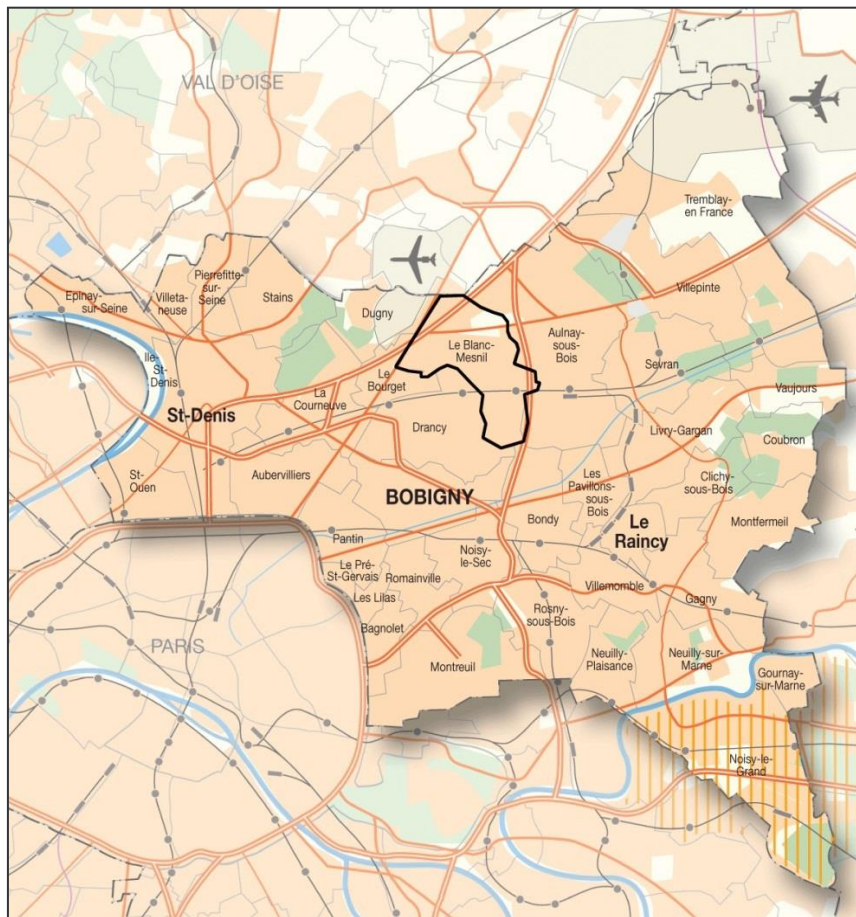 VAL D'OISE
Tremblay-
en France
Villepinte
Pierrefitte-
sur-
Seine
Epinay-
sur-Seine
Villeta-
neuse
Stains
Dugny
Le Blanc-
Mesnil
Aulnay-
sous-
Bois
Sevran
Ile-
St-
Denis
Le
Bourget
La
Courneuve
Vaujours
St-Denis
Drancy
Livry-Gargan
Coubron
St-
Ouen
Aubervilliers
BOBIGNY
Les
Pavillons-
sous-
Bois
Clichy-
sous-Bois
Bondy
Le
Raincy
Montfermeil
Pantin
Noisy-
le-Sec
Le Pré-
St-Gervais
Romainville
Les Lilas
Villemomble
Gagny
Rosny-
sous-Bois
Bagnolet
PARIS
Montreuil
Neuilly-
Plaisance
Neuilly-sur-
Marne
Gournay-
sur-Marne
Noisy-le-
Grand